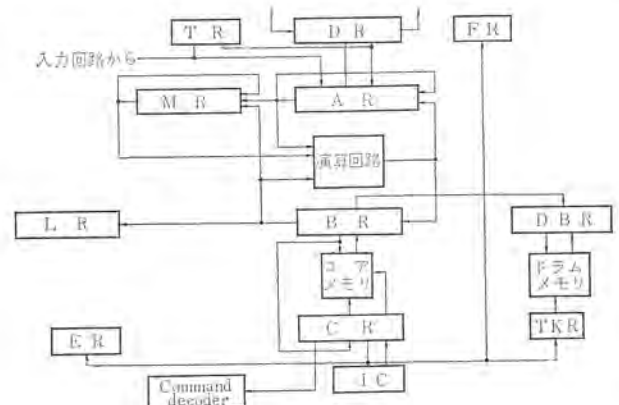 T R
D R
F R
入力回路から
M R
A R
演算回路
L R
B R
D B R
コア
メモリ
ドラム
メモリ
C R
T K R
E R
I C
Command
decoder